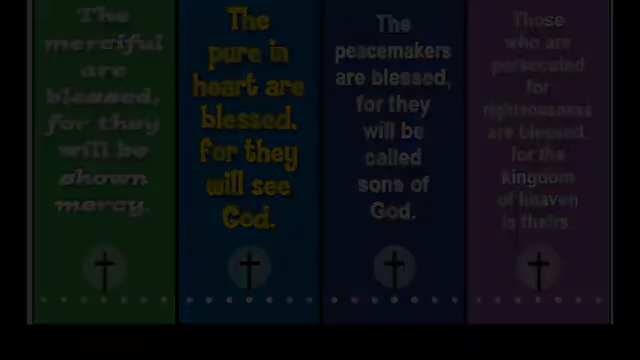 The
merciful
are
blessed,
for they
will be
shown
mercy.
The
pure in
heart are
blessed,
for they
will see
God.
The
peacemakers
are blessed,
for they
will be
called
sons of
God.
Those
who are
persecuted
for
righteousness
are blessed,
for the
kingdom
of heaven
is theirs